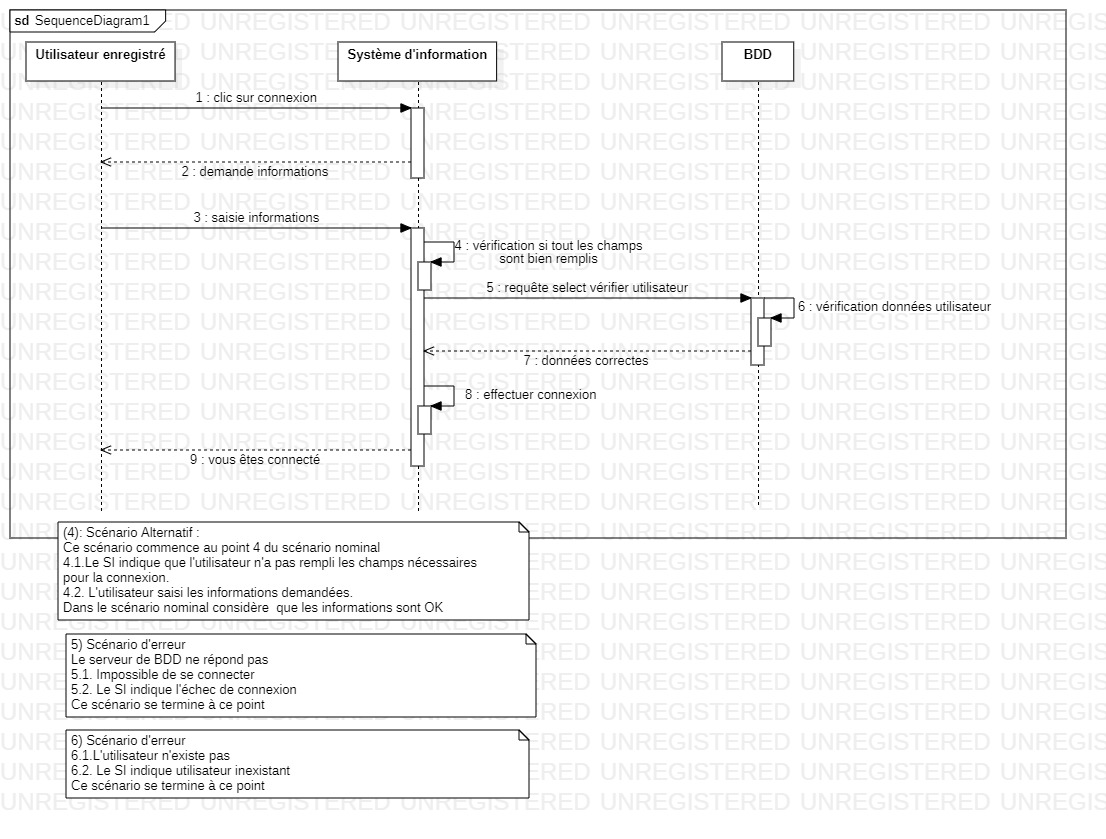 sd SequenceDiagram1
Utilisateur enregistré
Système d'information
BDD
1 : clic sur connexion
2 : demande informations
3 : saisie informations
4 : vérification si tout les champs
sont bien remplis
5 : requête select vérifier utilisateur
6 : vérification données utilisateur
7 : données correctes
8 : effectuer connexion
9 : vous êtes connecté
(4): Scénario Alternatif :
Ce scénario commence au point 4 du scénario nominal
4.1.Le SI indique que l'utilisateur n'a pas rempli les champs nécessaires
pour la connexion.
4.2. L'utilisateur saisi les informations demandées.
Dans le scénario nominal considère  que les informations sont OK
5) Scénario d'erreur
Le serveur de BDD ne répond pas
5.1. Impossible de se connecter
5.2. Le SI indique l'échec de connexion
Ce scénario se termine à ce point
6) Scénario d'erreur
6.1.L'utilisateur n'existe pas
6.2. Le SI indique utilisateur inexistant
Ce scénario se termine à ce point
UNREGISTERED